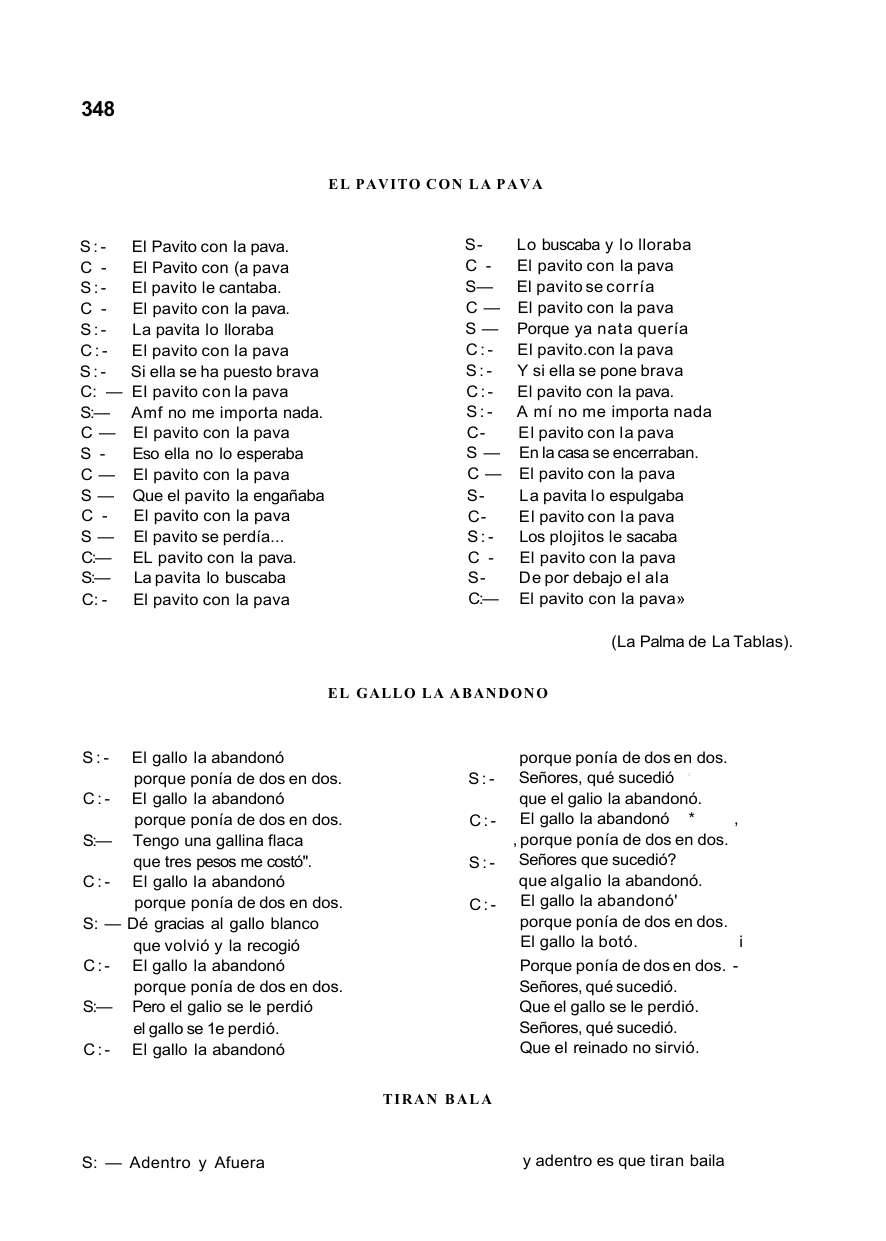 348
EL PAVITO CON LA PAVA
S:- El Pavito con la pava.
C - El Pavito con (a pava
S:- El pavito le cantaba.
C - El pavito con la pava.
S:- La pavita lo lloraba
C:- El pavito con la pava
S:- Si ella se ha puesto brava
C: — El pavito con la pava
S:— Amf no me importa nada.
C — El pavito con la pava
S - Eso ella no lo esperaba
C — El pavito con la pava
S — Que el pavito la engañaba
C - El pavito con la pava
S — El pavito se perdía...
C:— EL pavito con la pava.
S:— La pavita lo buscaba
C:- El pavito con la pava
S- Lo buscaba y lo lloraba
C - El pavito con la pava
S— El pavito se corría
C — El pavito con la pava
S — Porque ya nata quería
C:- El pavito.con la pava
S:- Y si ella se pone brava
C:- El pavito con la pava.
S:- A mí no me importa nada
C- El pavito con la pava
S — En la casa se encerraban.
C — El pavito con la pava
S- La pavita lo espulgaba
C- El pavito con la pava
S:- Los plojitos le sacaba
C - El pavito con la pava
S- De por debajo el ala
C:— El pavito con la pava»
(La Palma de La Tablas).
EL GALLO LA ABANDONO
S:- El gallo la abandonó
porque ponía de dos en dos.
C:- El gallo la abandonó
porque ponía de dos en dos.
S:— Tengo una gallina flaca
que tres pesos me costó".
C:- El gallo la abandonó
porque ponía de dos en dos.
S: — Dé gracias al gallo blanco
que volvió y la recogió
C:- El gallo la abandonó
porque ponía de dos en dos.
S:— Pero el galio se le perdió
el gallo se 1e perdió.
C:- El gallo la abandonó
porque ponía de dos en dos.
S:- Señores, qué sucedió
que el galio la abandonó.
C:- El gallo la abandonó * ,
, porque ponía de dos en dos.
S:- Señores que sucedió?
que algalio la abandonó.
C:- El gallo la abandonó'
porque ponía de dos en dos.
El gallo la botó. i
Porque ponía de dos en dos. -
Señores, qué sucedió.
Que el gallo se le perdió.
Señores, qué sucedió.
Que el reinado no sirvió.
TIRAN BALA
S: — Adentro y Afuera
y adentro es que tiran baila